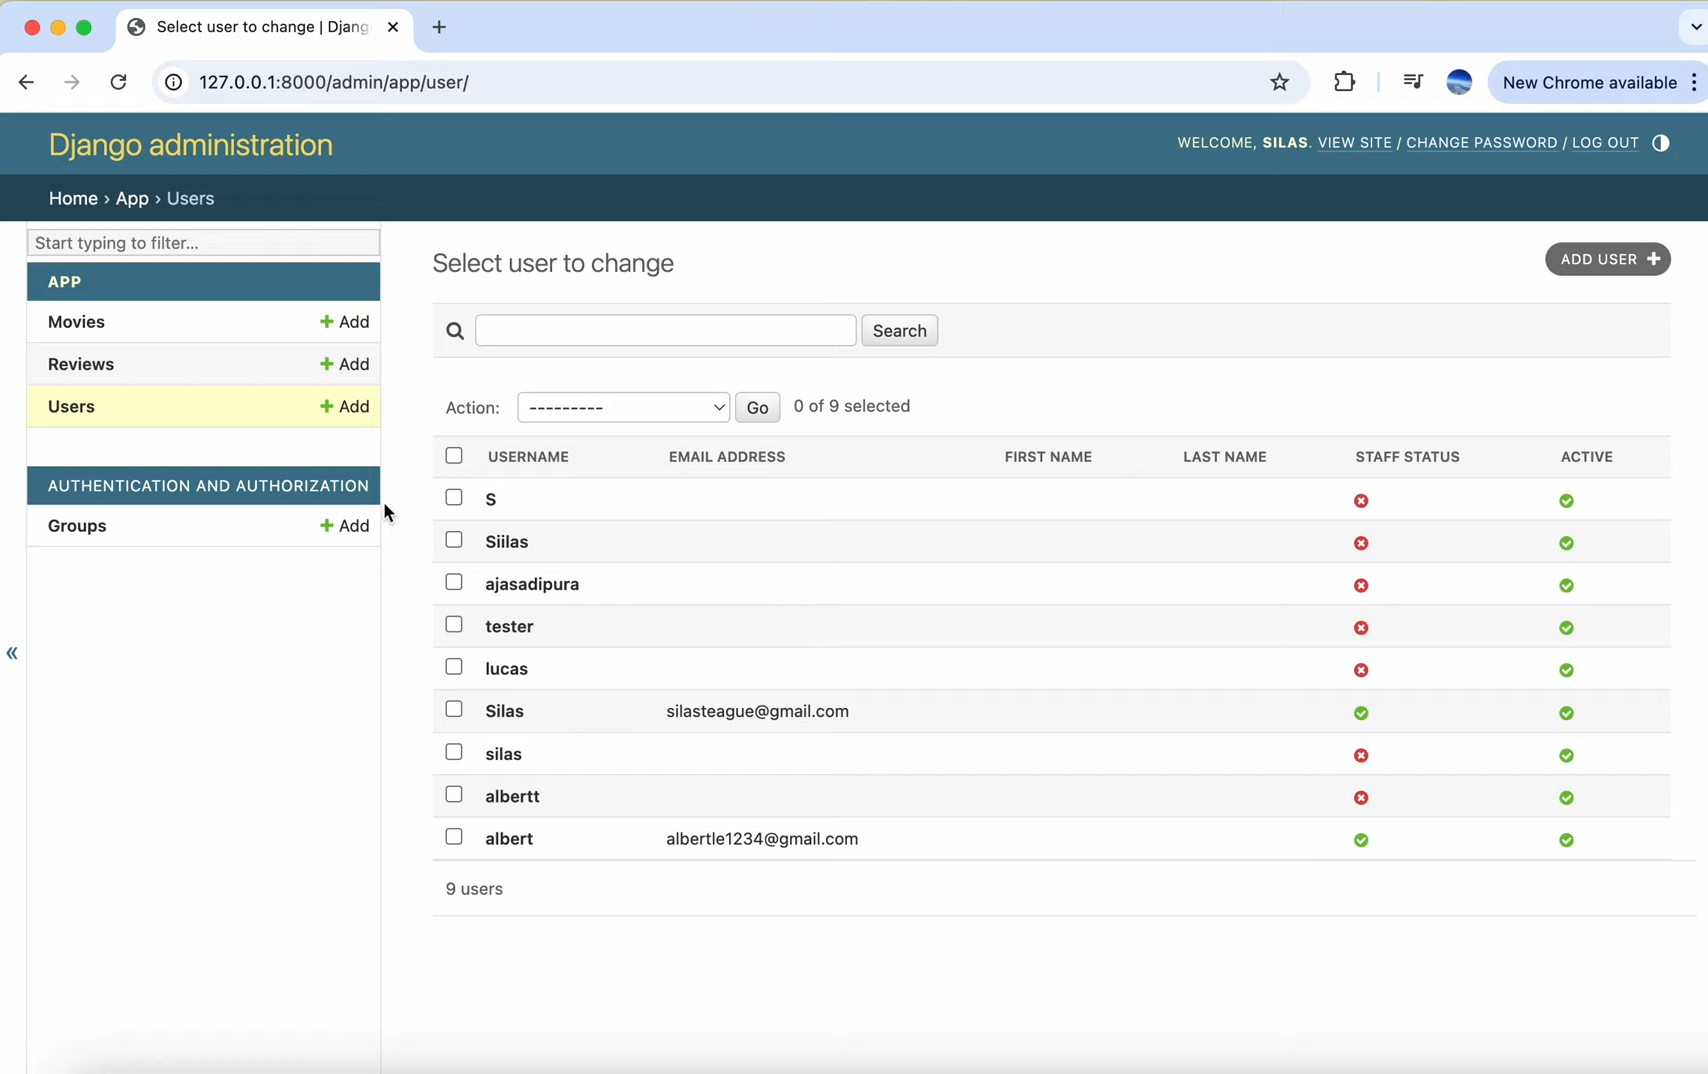 Select user to change | Djang
127.0.0.1:8000/admin/app/user/
New Chrome available
Django administration
WELCOME, SILAS. VIEW SITE / CHANGE PASSWORD / LOG OUT
Home › App › Users
Start typing to filter...
APP
Movies + Add
Reviews + Add
Users + Add
AUTHENTICATION AND AUTHORIZATION
Groups + Add
«
Select user to change
ADD USER +
Search
Action: --------- Go 0 of 9 selected
USERNAME EMAIL ADDRESS FIRST NAME LAST NAME STAFF STATUS ACTIVE
S
Siilas
ajasadipura
tester
lucas
Silas silasteague@gmail.com
silas
albertt
albert albertle1234@gmail.com
9 users